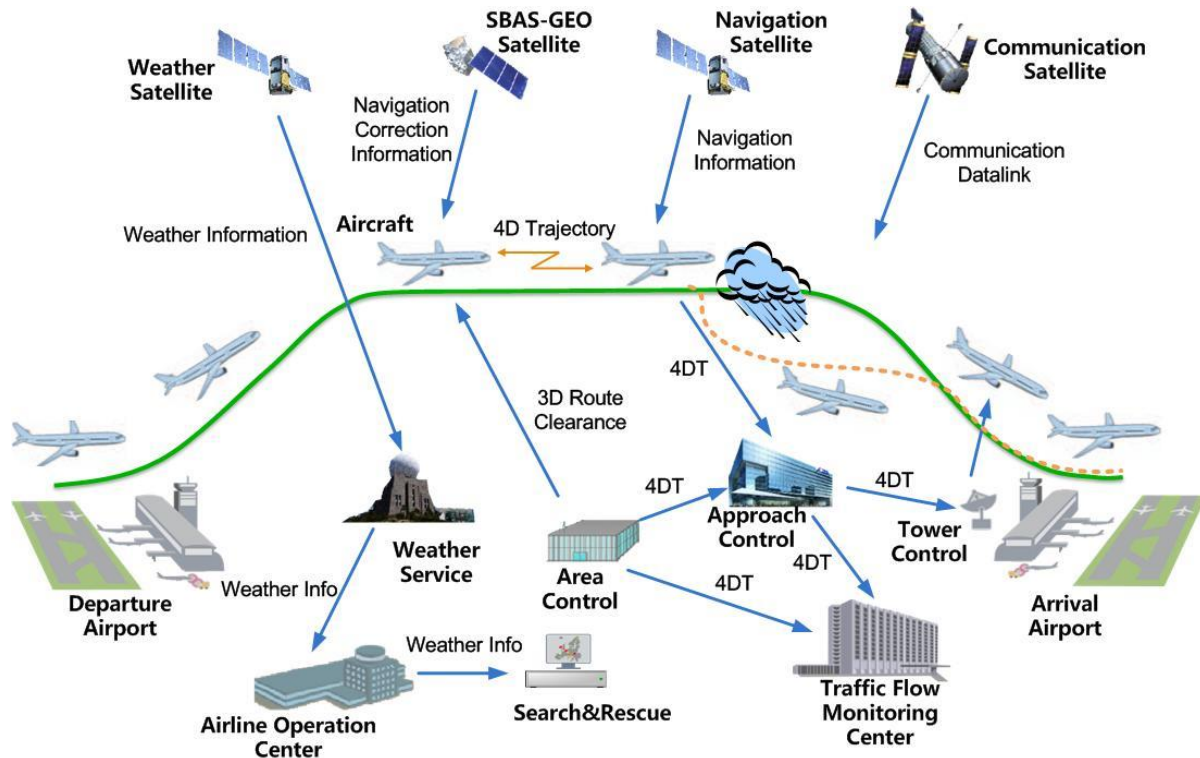 SBAS-GEO
Satellite
Navigation
Satellite
Communication
Satellite
Weather
Satellite
Navigation
Correction
Information
Navigation
Information
Communication
Datalink
Aircraft
4D Trajectory
Weather Information
4DT
3D Route
Clearance
4DT
4DT
Approach
Control
Tower
Control
Weather
Service
Area
Control
4DT
4DT
Weather Info
Departure
Airport
Arrival
Airport
Weather Info
Search&Rescue
Traffic Flow
Monitoring
Center
Airline Operation
Center